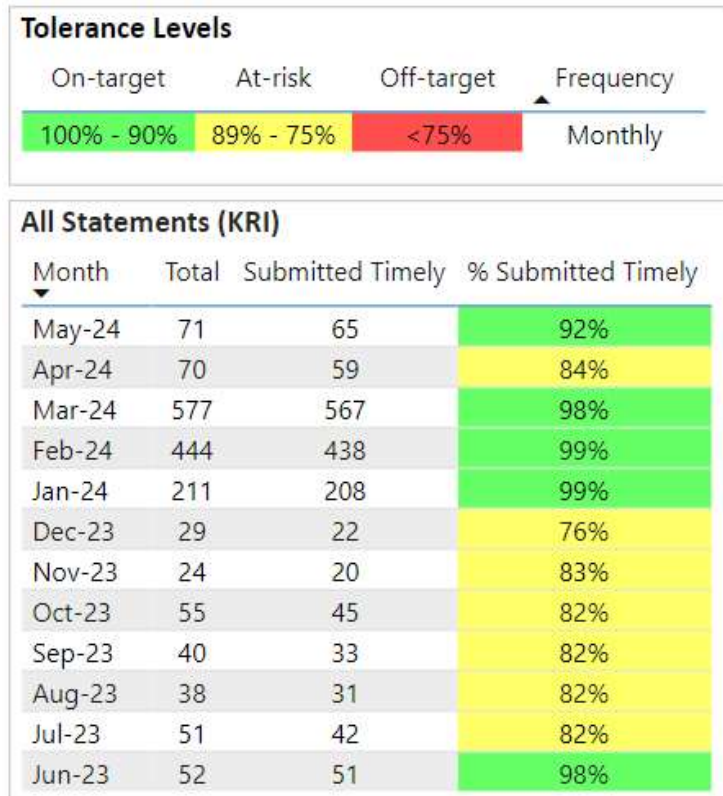 Tolerance Levels
On-target At-risk Off-target Frequency
100% - 90% 89% - 75% <75% Monthly
All Statements (KRI)
Month Total Submitted Timely % Submitted Timely
May-24 71 65 92%
Apr-24 70 59 84%
Mar-24 577 567 98%
Feb-24 444 438 99%
Jan-24 211 208 99%
Dec-23 29 22 76%
Nov-23 24 20 83%
Oct-23 55 45 82%
Sep-23 40 33 82%
Aug-23 38 31 82%
Jul-23 51 42 82%
Jun-23 52 51 98%